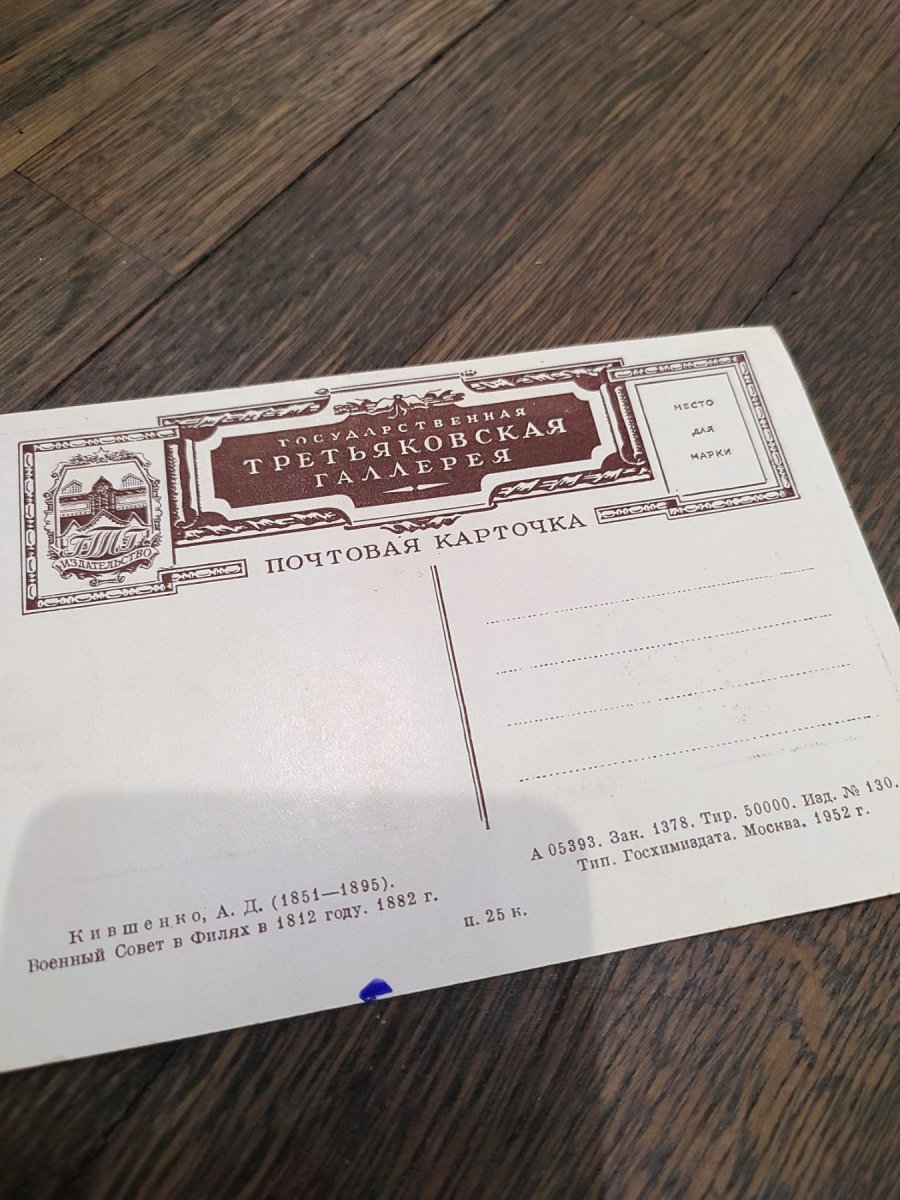 ГОСУДАРСТВЕННАЯ
ТРЕТЬЯКОВСКАЯ
ГАЛЛЕРЕЯ
МЕСТО
ДЛЯ
МАРКИ
ГТГ
ИЗДАТЕЛЬСТВО
ПОЧТОВАЯ КАРТОЧКА
А 05393. Зак. 1378. Тир. 50000. Изд. № 130.
Тип. Госхимиздата. Москва. 1952 г.
Кившенко, А. Д. (1851—1895).
Военный Совет в Филях в 1812 году. 1882 г.
п. 25 к.